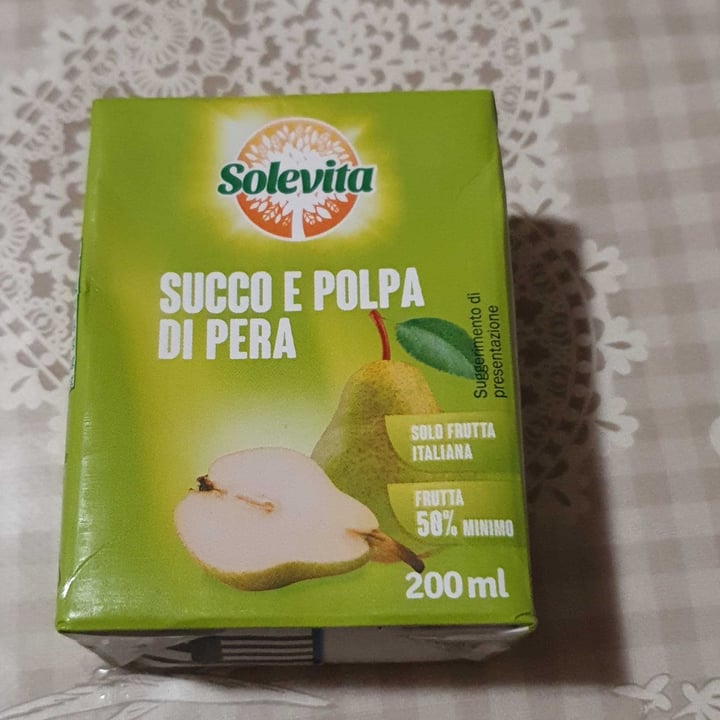 Solevita
SUCCO E POLPA
DI PERA
Suggerimento di
presentazione
SOLO FRUTTA
ITALIANA
FRUTTA
50% MINIMO
200 ml